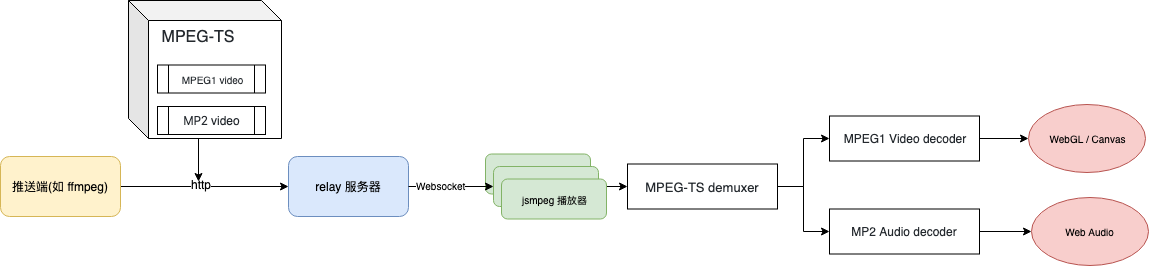 MPEG-TS
MPEG1 video
MP2 video
推送端(如 ffmpeg)
http
relay 服务器
Websocket
jsmpeg 播放器
MPEG-TS demuxer
MPEG1 Video decoder
WebGL / Canvas
MP2 Audio decoder
Web Audio